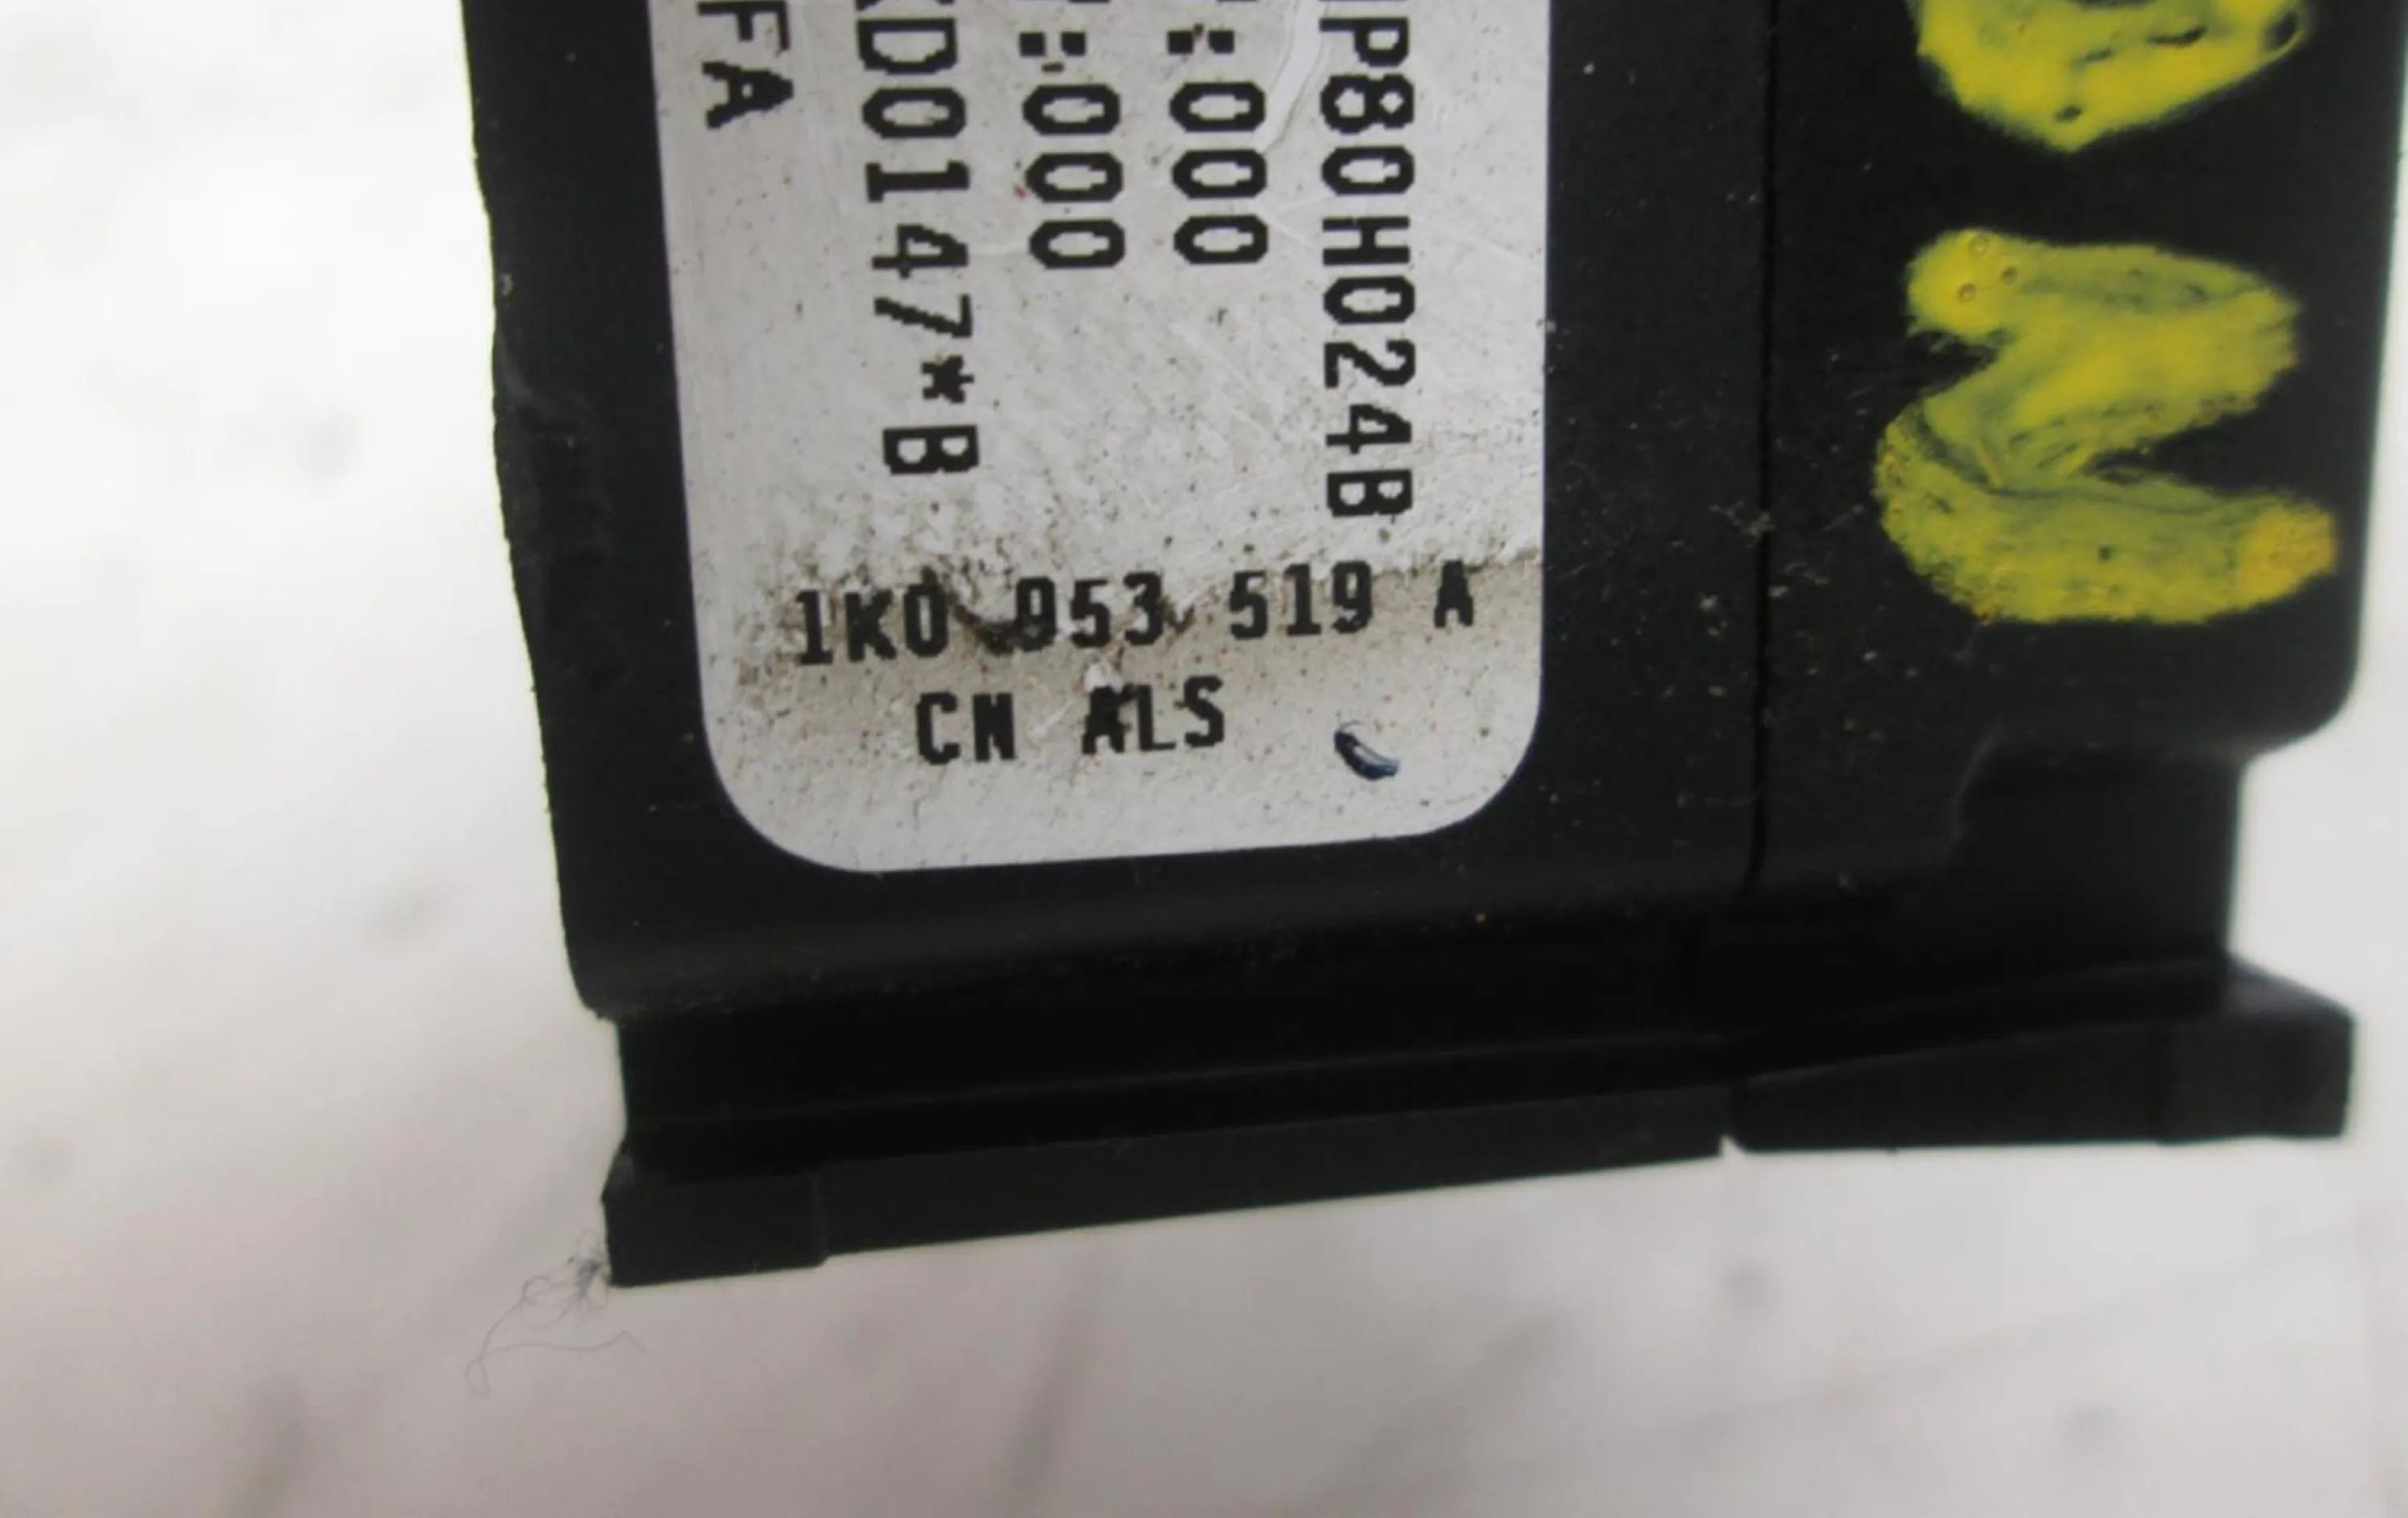 1K0 953 519 A
CN ALS
P80H024B
:000
:000
D0147*B
FA